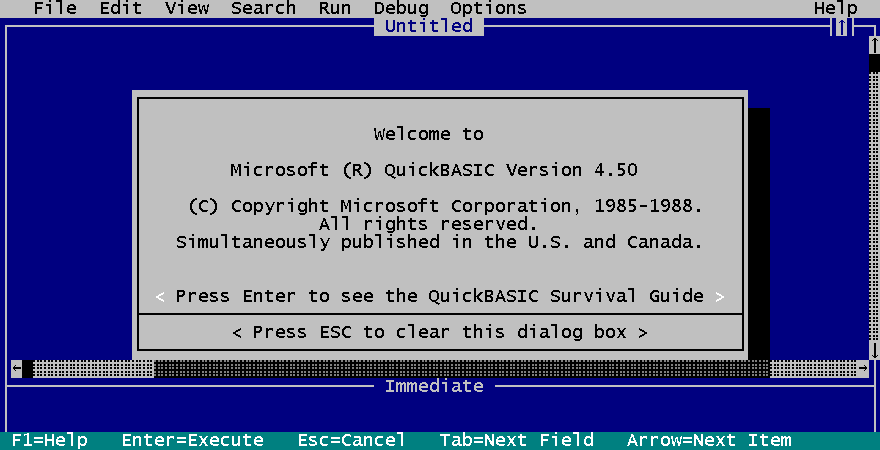 File Edit View Search Run Debug Options Help
Untitled
↑
↑
Welcome to
Microsoft (R) QuickBASIC Version 4.50
(C) Copyright Microsoft Corporation, 1985-1988.
All rights reserved.
Simultaneously published in the U.S. and Canada.
< Press Enter to see the QuickBASIC Survival Guide >
< Press ESC to clear this dialog box >
↓
← →
Immediate
F1=Help Enter=Execute Esc=Cancel Tab=Next Field Arrow=Next Item